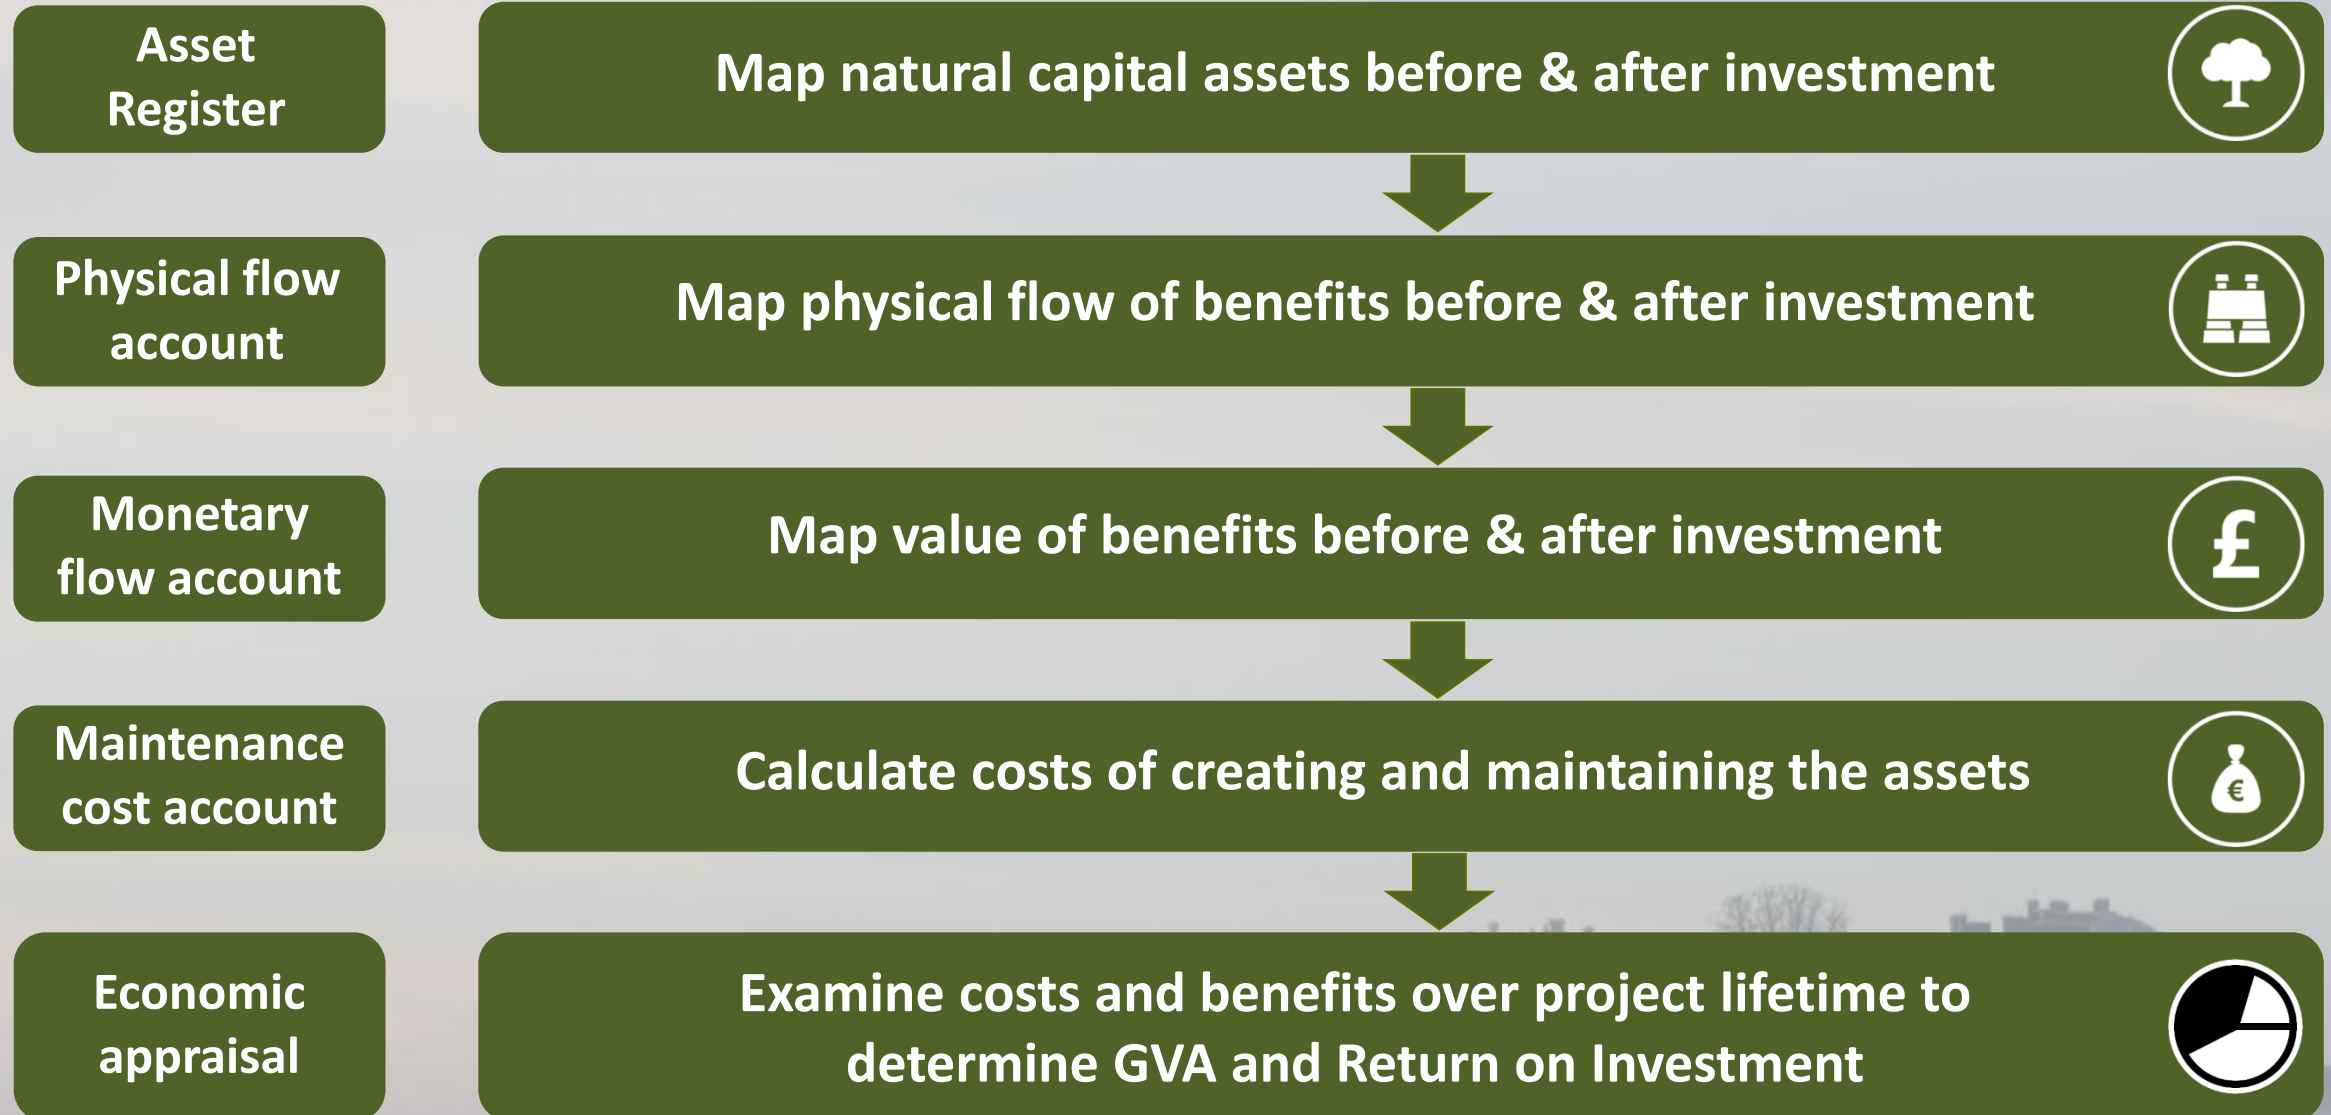 Asset
Register
Map natural capital assets before & after investment
Physical flow
account
Map physical flow of benefits before & after investment
Monetary
flow account
Map value of benefits before & after investment
£
Maintenance
cost account
Calculate costs of creating and maintaining the assets
€
Economic
appraisal
Examine costs and benefits over project lifetime to
determine GVA and Return on Investment